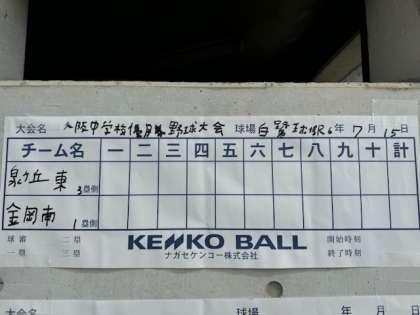 大会名 大阪中学校優勝野球大会 球場 白鷺球場R6年7月15日
チーム名 一 二 三 四 五 六 七 八 九 十 計
泉ヶ丘東 3塁側
金岡南 1塁側
球審 二塁 KENKO BALL 開始時刻
一塁 三塁 ナガセケンコー株式会社 終了時刻
大会名 球場 年 月 日